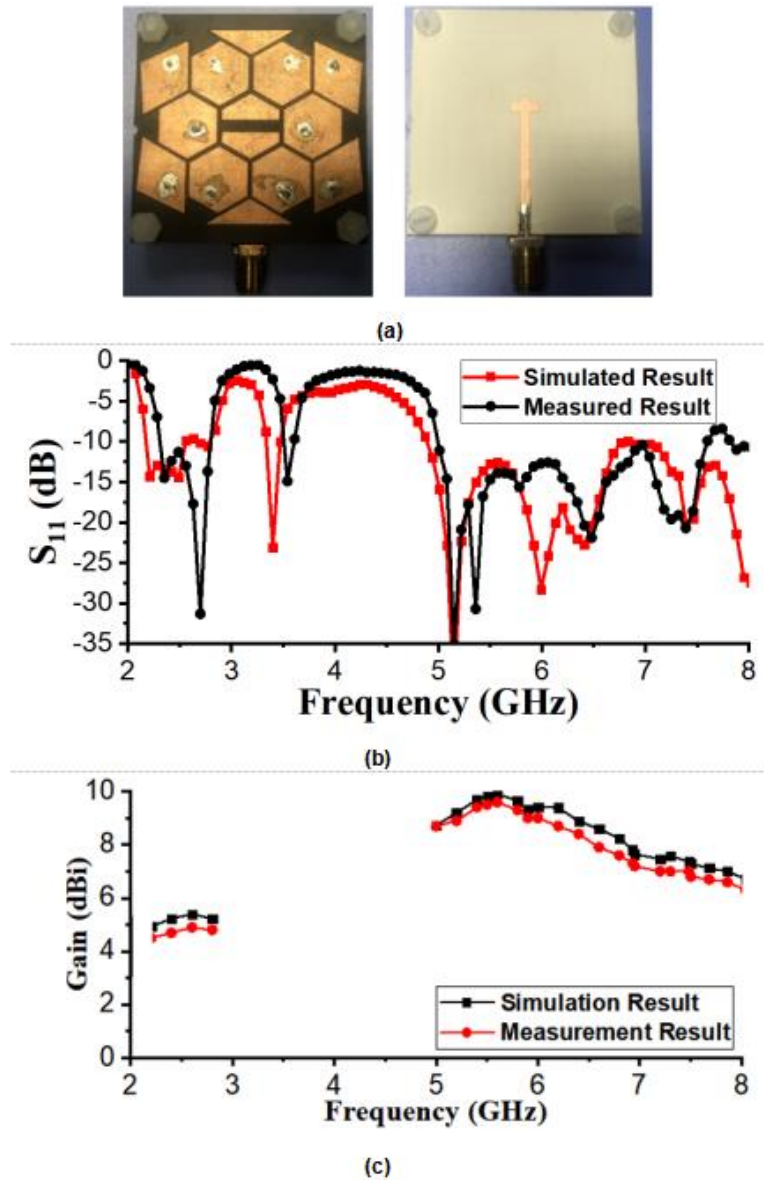 (a)
0
-5
-10
-15
-20
-25
-30
-35
S11 (dB)
Simulated Result
Measured Result
2 3 4 5 6 7 8
Frequency (GHz)
(b)
10
8
6
4
2
0
Gain (dBi)
Simulation Result
Measurement Result
2 3 5 6 7 8
Frequency (GHz)
(c)